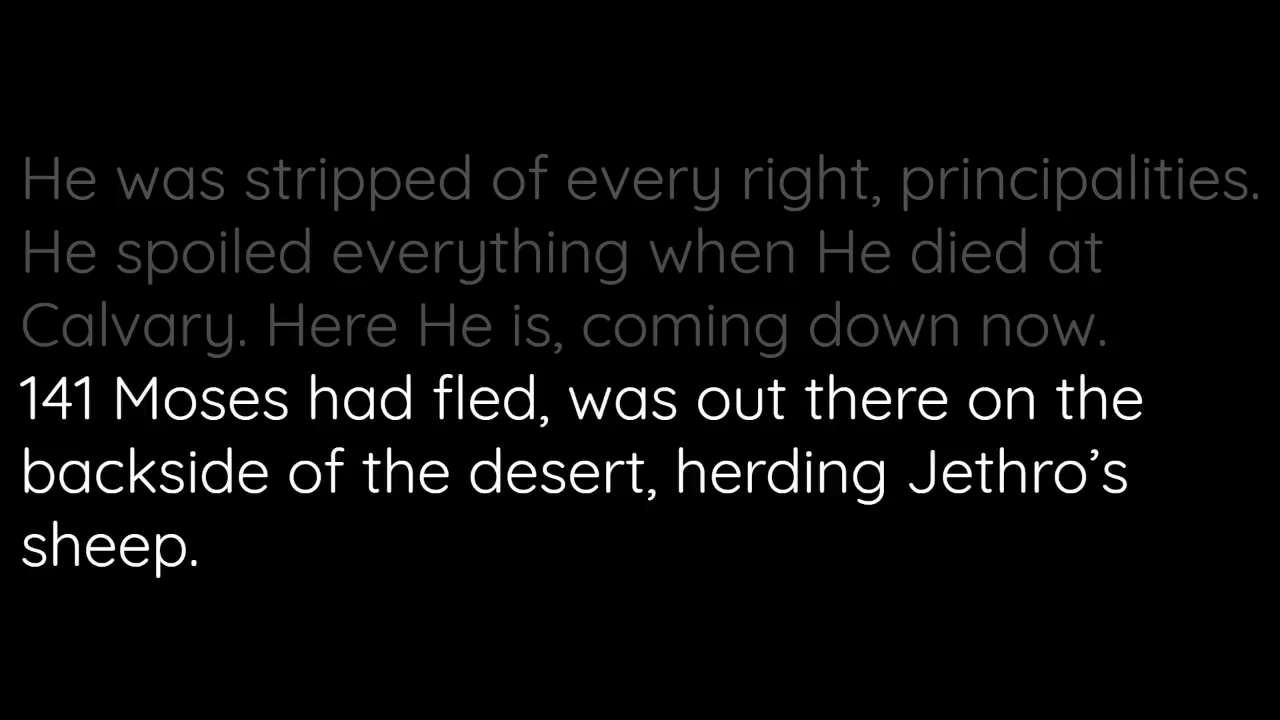 He was stripped of every right, principalities.
He spoiled everything when He died at
Calvary. Here He is, coming down now.
141 Moses had fled, was out there on the
backside of the desert, herding Jethro’s
sheep.